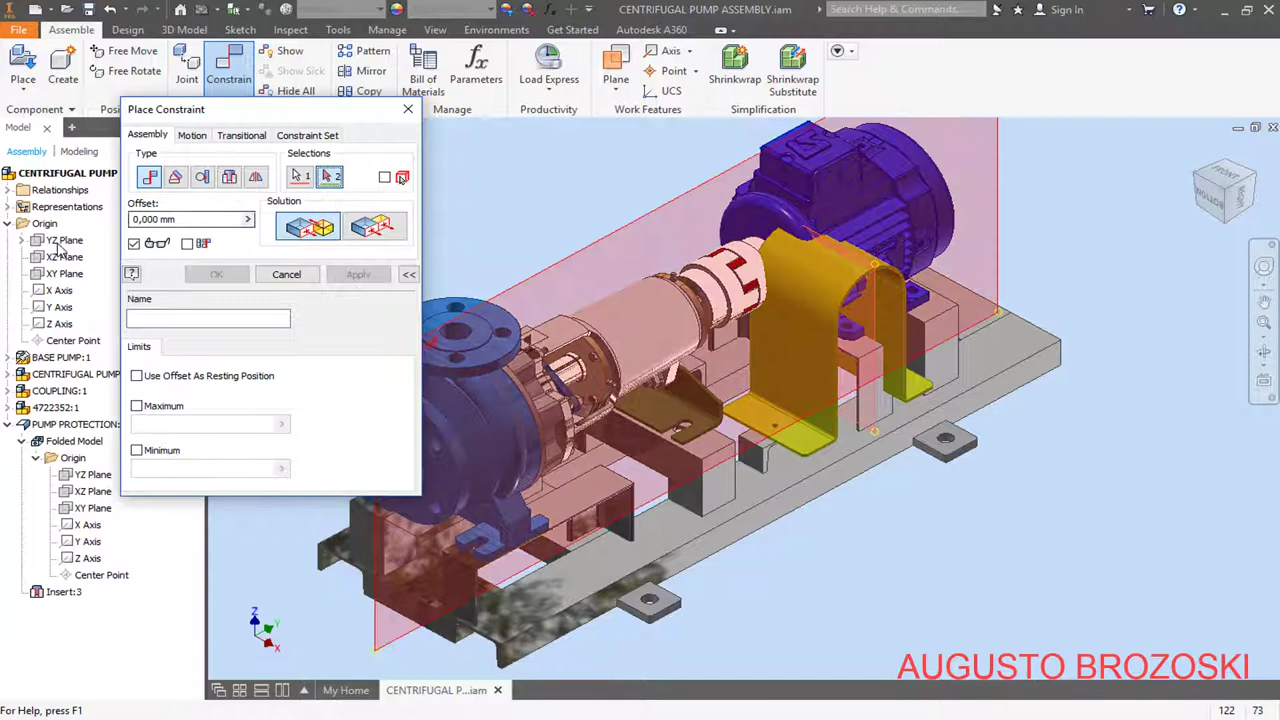 CENTRIFUGAL PUMP ASSEMBLY.iam
Search Help & Commands...
Sign In
File
Assemble
Design
3D Model
Sketch
Inspect
Tools
Manage
View
Environments
Get Started
Autodesk A360
Place
Create
Free Move
Free Rotate
Joint
Constrain
Show
Show Sick
Hide All
Pattern
Mirror
Copy
Bill of
Materials
Parameters
Load Express
Plane
Axis
Point
UCS
Shrinkwrap
Shrinkwrap
Substitute
Component
Manage
Productivity
Work Features
Simplification
Model
Assembly
Modeling
CENTRIFUGAL PUMP
Relationships
Representations
Origin
YZ Plane
XZ Plane
XY Plane
X Axis
Y Axis
Z Axis
Center Point
BASE PUMP:1
CENTRIFUGAL PUMP
COUPLING:1
4722352:1
PUMP PROTECTION:
Folded Model
Origin
YZ Plane
XZ Plane
XY Plane
X Axis
Y Axis
Z Axis
Center Point
Insert:3
Place Constraint
Assembly
Motion
Transitional
Constraint Set
Type
Selections
1
2
Offset:
0,000 mm
Solution
OK
Cancel
Apply
<<
Name
Limits
Use Offset As Resting Position
Maximum
Minimum
BOTTOM
Z
Y
X
AUGUSTO BROZOSKI
My Home
CENTRIFUGAL P...iam
For Help, press F1
122
73